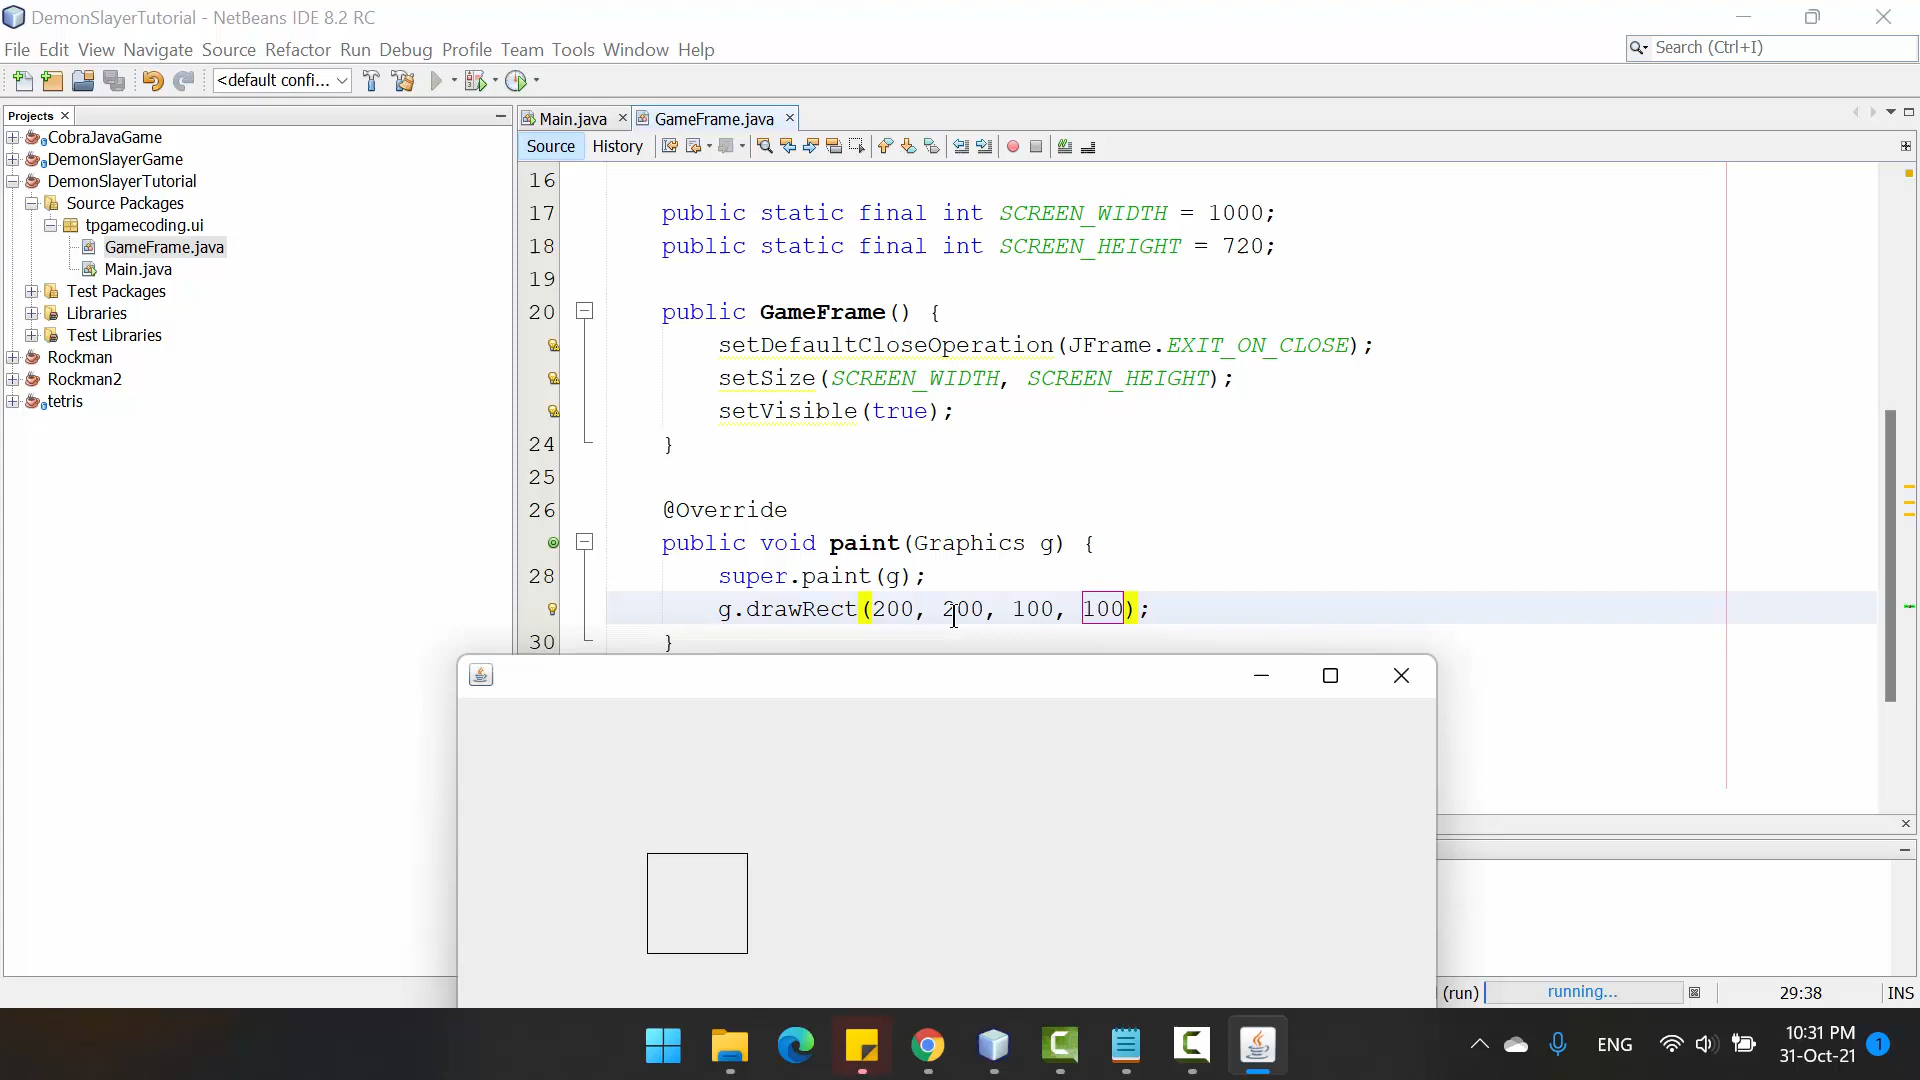 DemonSlayerTutorial - NetBeans IDE 8.2 RC
File Edit View Navigate Source Refactor Run Debug Profile Team Tools Window Help
Search (Ctrl+I)
<default confi...
Projects
CobraJavaGame
DemonSlayerGame
DemonSlayerTutorial
Source Packages
tpgamecoding.ui
GameFrame.java
Main.java
Test Packages
Libraries
Test Libraries
Rockman
Rockman2
tetris
Main.java GameFrame.java
Source History
16
17 public static final int SCREEN_WIDTH = 1000;
18 public static final int SCREEN_HEIGHT = 720;
19
20 public GameFrame() {
setDefaultCloseOperation(JFrame.EXIT_ON_CLOSE);
setSize(SCREEN_WIDTH, SCREEN_HEIGHT);
setVisible(true);
24 }
25
26 @Override
public void paint(Graphics g) {
28 super.paint(g);
g.drawRect(200, 200, 100, 100);
30 }
(run) running... 29:38 INS
ENG 10:31 PM
31-Oct-21 1